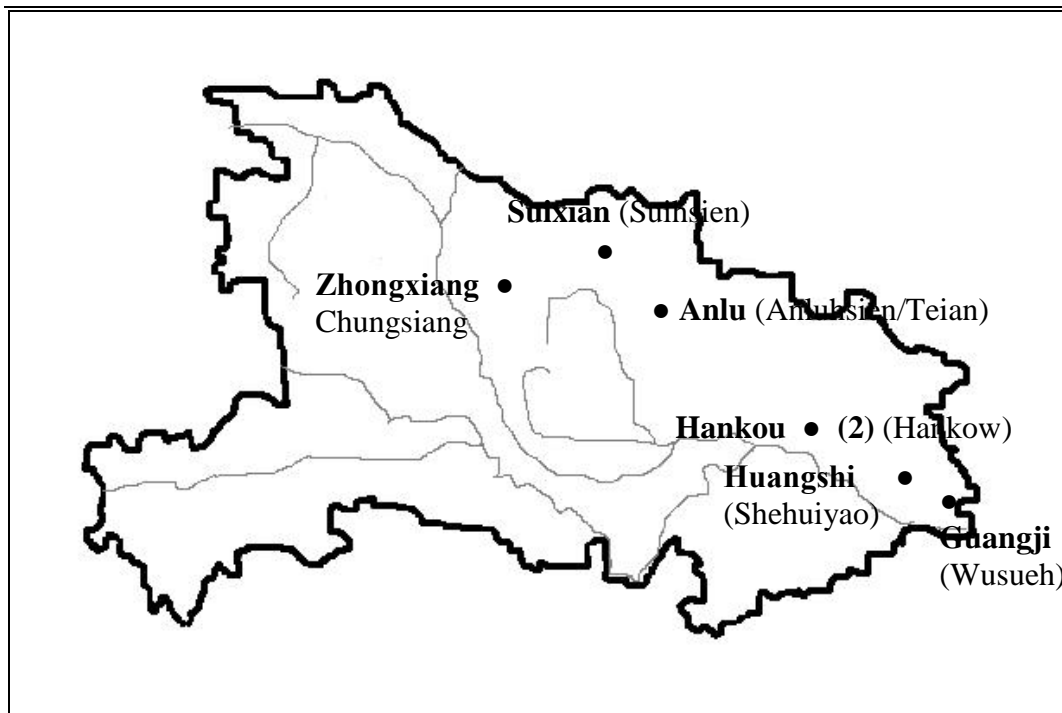 Suixian (Suihsien)
Zhongxiang
Chungsiang
Anlu (Anluhsien/Teian)
Hankou (2) (Hankow)
Huangshi
(Shehuiyao)
Guangji
(Wusueh)